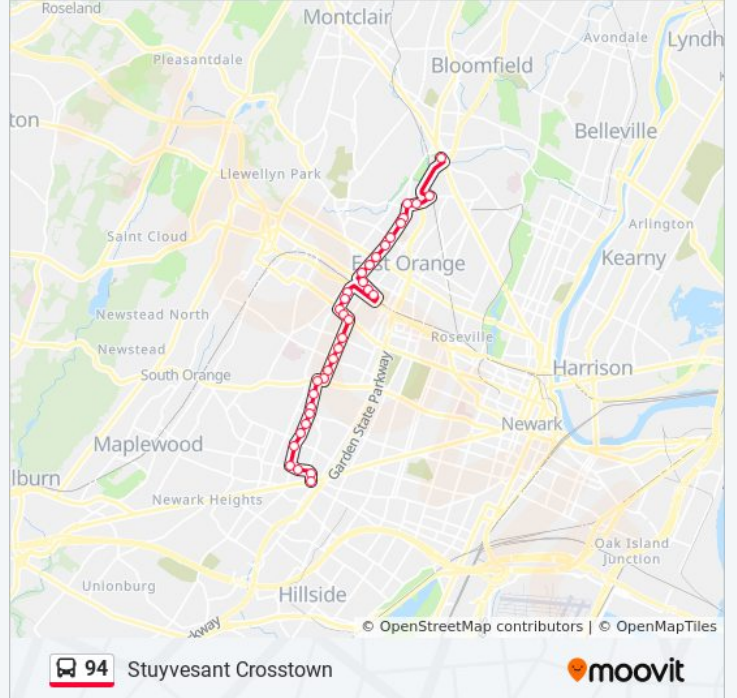 Roseland
Montclair
Avondale
Lyndh
Pleasantdale
Bloomfield
ton
Belleville
Llewellyn Park
Arlington
Saint Cloud
East Orange
Kearny
Newstead North
Roseville
Newstead
Harrison
South Orange
Garden State Parkway
Newark
Maplewood
lburn
Newark Heights
Oak Island
Junction
Unionburg
Hillside
kway
© OpenStreetMap contributors | © OpenMapTiles
94 Stuyvesant Crosstown
moovit